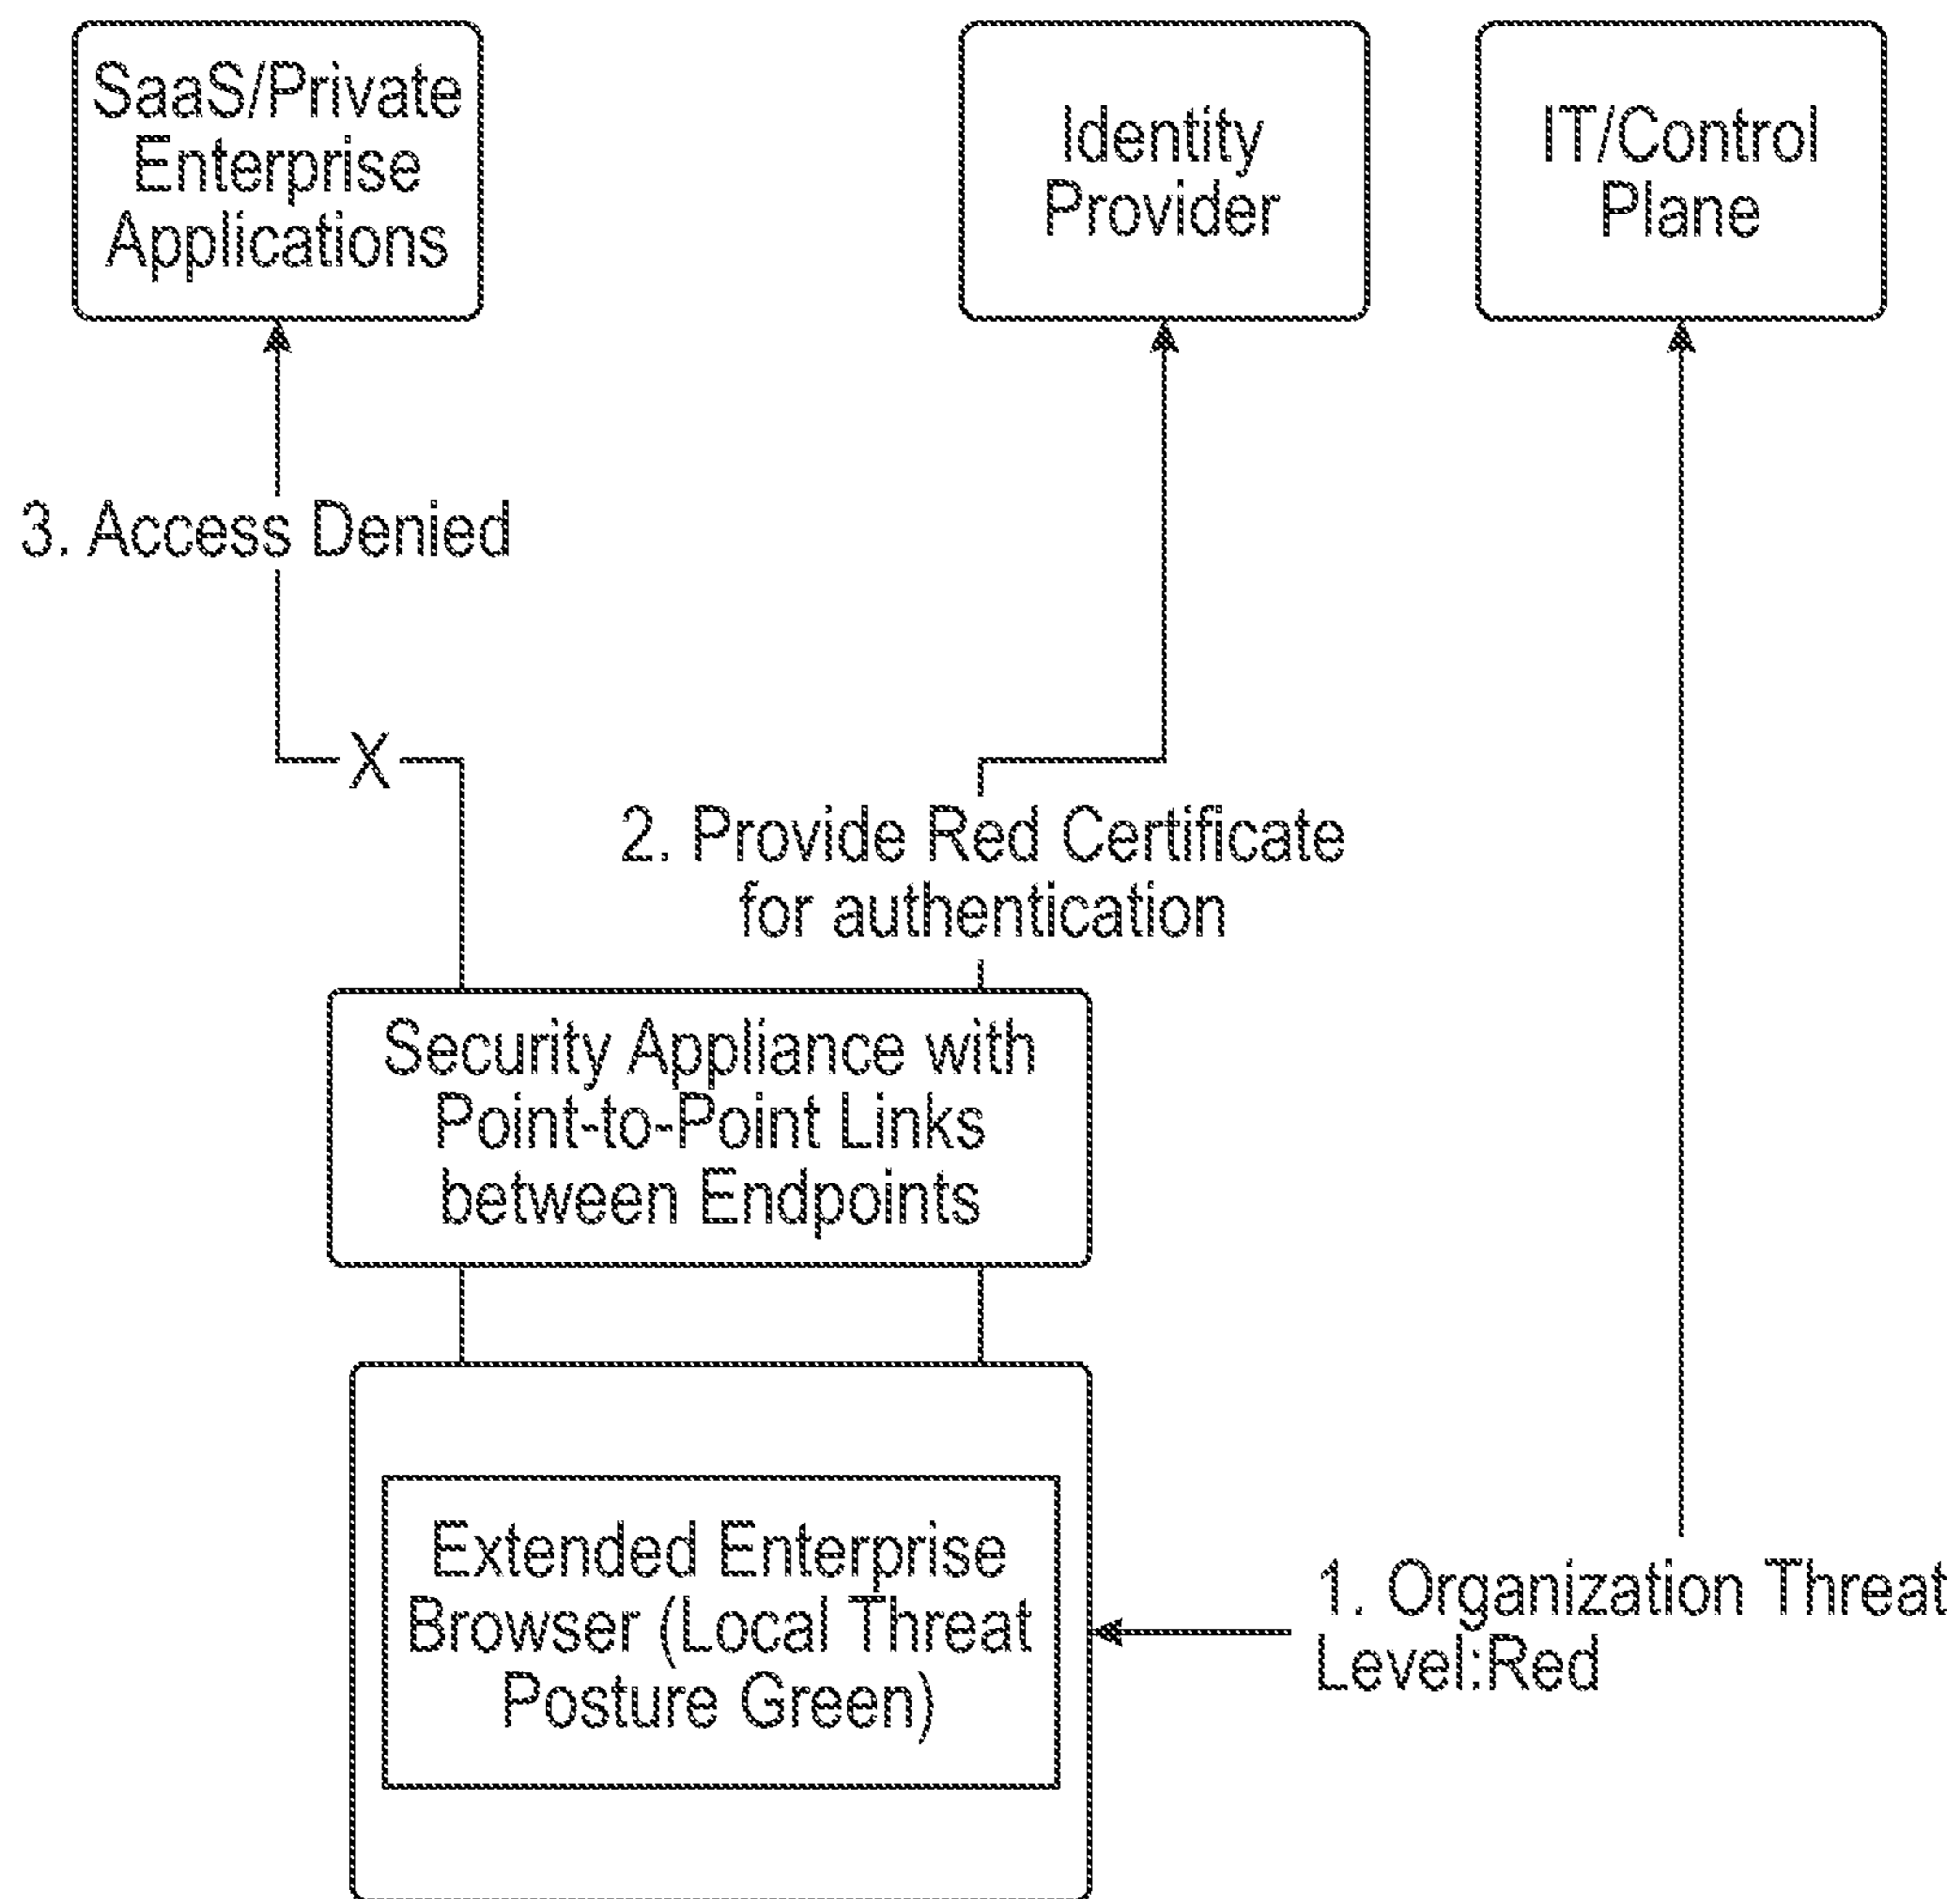 SaaS/Private
Enterprise
Applications
Identity
Provider
IT/Control
Plane
3. Access Denied
X
2. Provide Red Certificate
for authentication
Security Appliance with
Point-to-Point Links
between Endpoints
Extended Enterprise
Browser (Local Threat
Posture Green)
1. Organization Threat
Level:Red